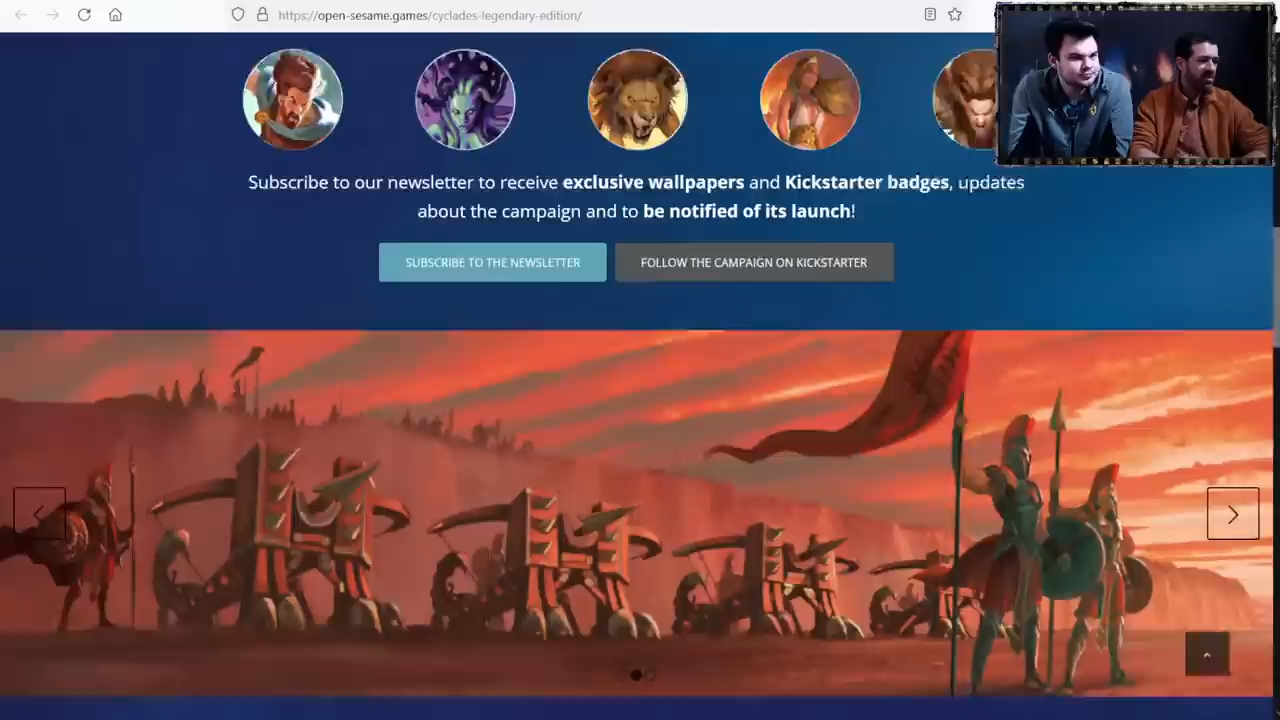 https://open-sesame.games/cyclades-legendary-edition/
Subscribe to our newsletter to receive exclusive wallpapers and Kickstarter badges, updates
about the campaign and to be notified of its launch!
SUBSCRIBE TO THE NEWSLETTER
FOLLOW THE CAMPAIGN ON KICKSTARTER